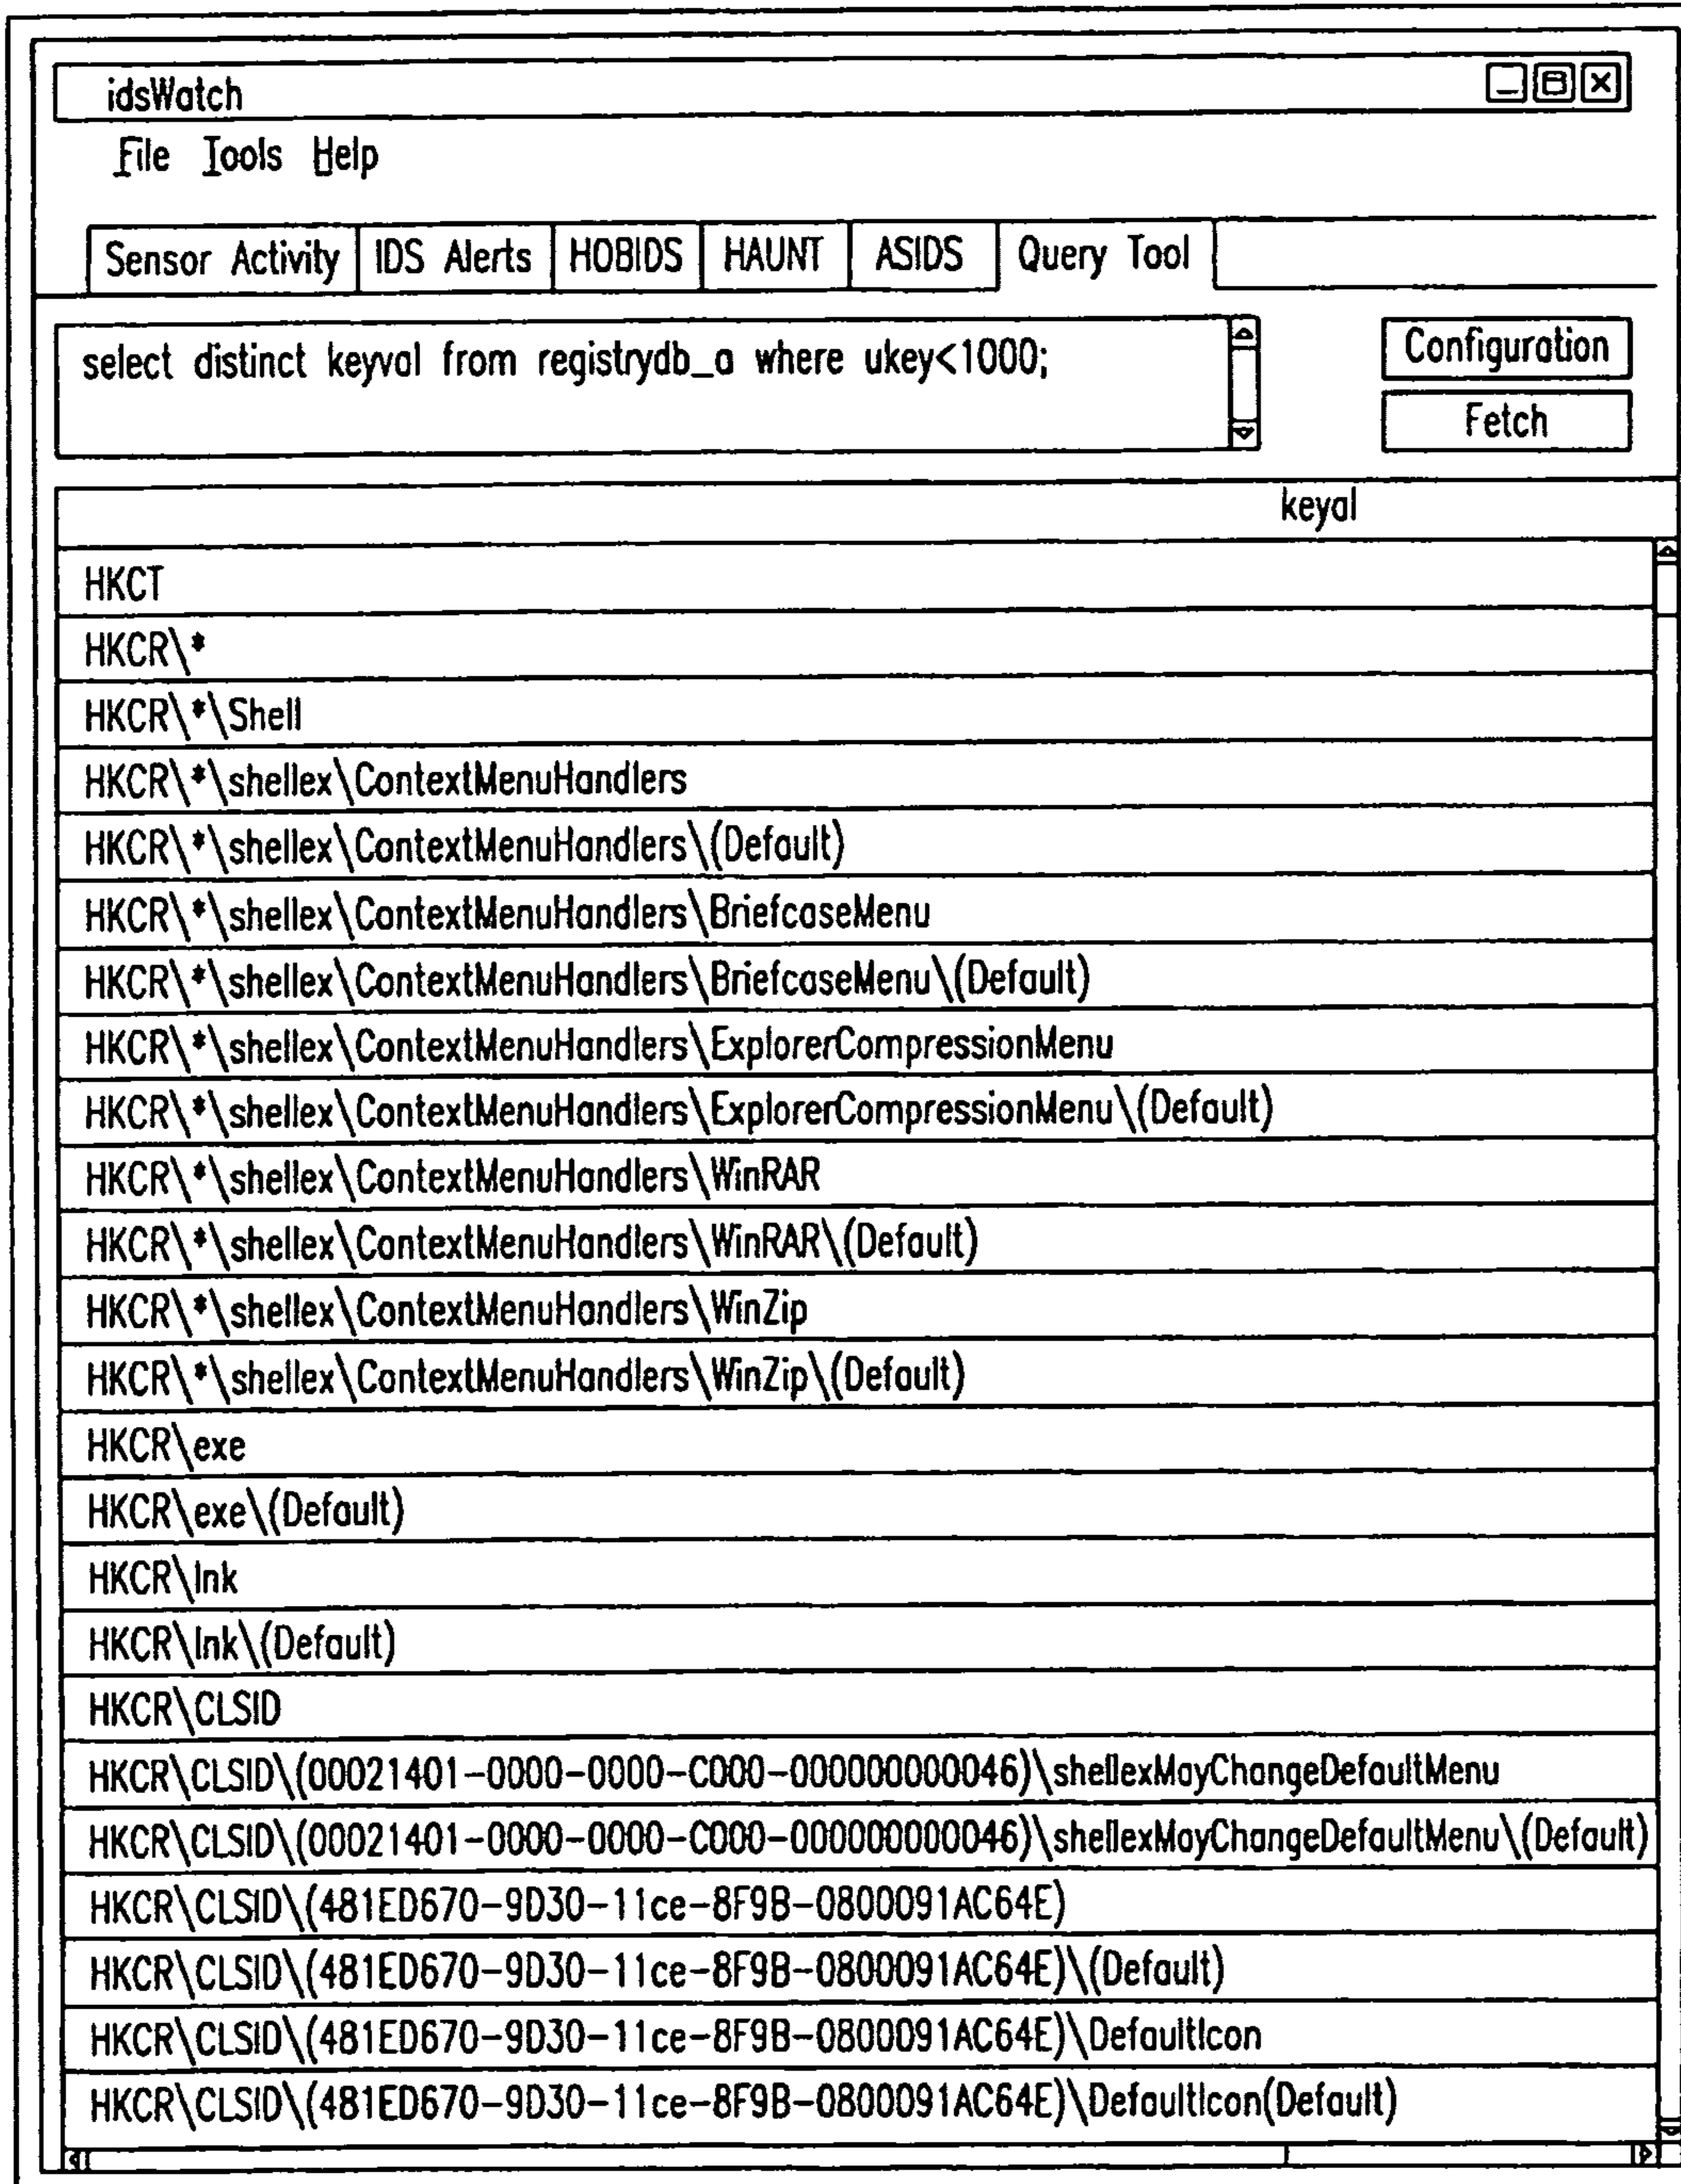 idsWatch
File Tools Help
Sensor Activity IDS Alerts HOBIDS HAUNT ASIDS Query Tool
select distinct keyval from registrydb_a where ukey<1000;
Configuration
Fetch
keyal
HKCT
HKCR\*
HKCR\*\Shell
HKCR\*\shellex\ContextMenuHandlers
HKCR\*\shellex\ContextMenuHandlers\(Default)
HKCR\*\shellex\ContextMenuHandlers\BriefcaseMenu
HKCR\*\shellex\ContextMenuHandlers\BriefcaseMenu\(Default)
HKCR\*\shellex\ContextMenuHandlers\ExplorerCompressionMenu
HKCR\*\shellex\ContextMenuHandlers\ExplorerCompressionMenu\(Default)
HKCR\*\shellex\ContextMenuHandlers\WinRAR
HKCR\*\shellex\ContextMenuHandlers\WinRAR\(Default)
HKCR\*\shellex\ContextMenuHandlers\WinZip
HKCR\*\shellex\ContextMenuHandlers\WinZip\(Default)
HKCR\exe
HKCR\exe\(Default)
HKCR\lnk
HKCR\lnk\(Default)
HKCR\CLSID
HKCR\CLSID\(00021401-0000-0000-C000-000000000046)\shellexMayChangeDefaultMenu
HKCR\CLSID\(00021401-0000-0000-C000-000000000046)\shellexMayChangeDefaultMenu\(Default)
HKCR\CLSID\(481ED670-9D30-11ce-8F9B-0800091AC64E)
HKCR\CLSID\(481ED670-9D30-11ce-8F9B-0800091AC64E)\(Default)
HKCR\CLSID\(481ED670-9D30-11ce-8F9B-0800091AC64E)\DefaultIcon
HKCR\CLSID\(481ED670-9D30-11ce-8F9B-0800091AC64E)\DefaultIcon(Default)